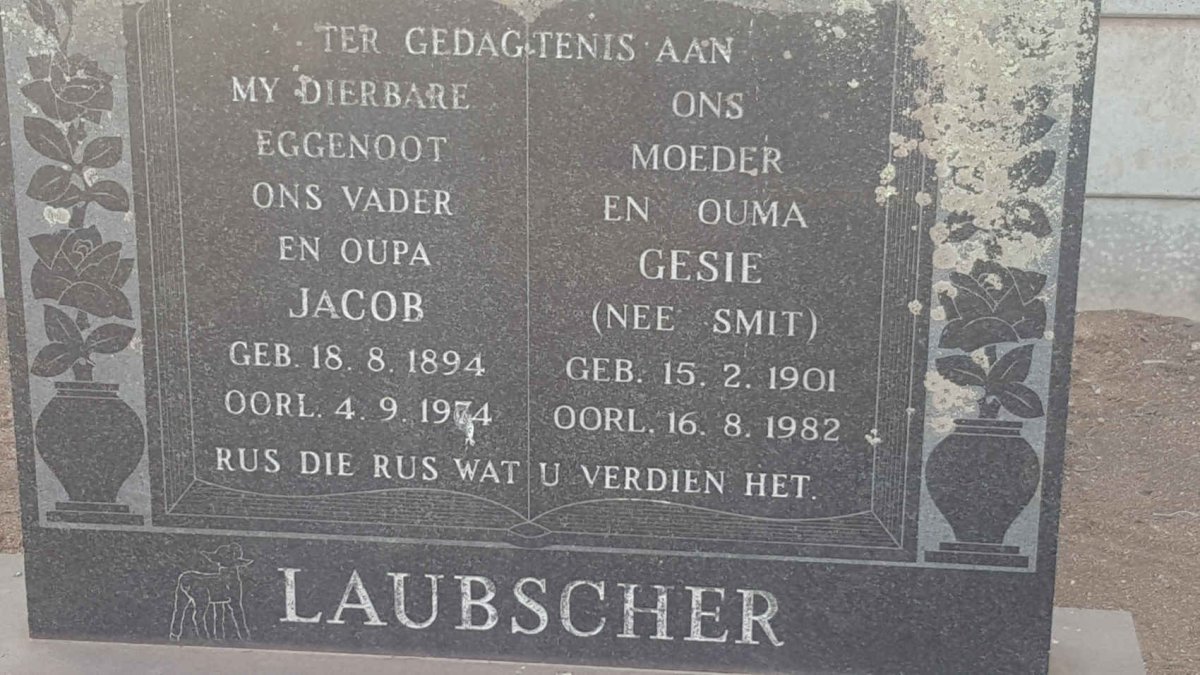 TER GEDAGTENIS AAN
MY DIERBARE
EGGENOOT
ONS VADER
EN OUPA
JACOB
GEB. 18. 8. 1894
OORL. 4. 9. 1974
ONS
MOEDER
EN OUMA
GESIE
(NEE SMIT)
GEB. 15. 2. 1901
OORL. 16. 8. 1982
RUS DIE RUS WAT U VERDIEN HET.
LAUBSCHER